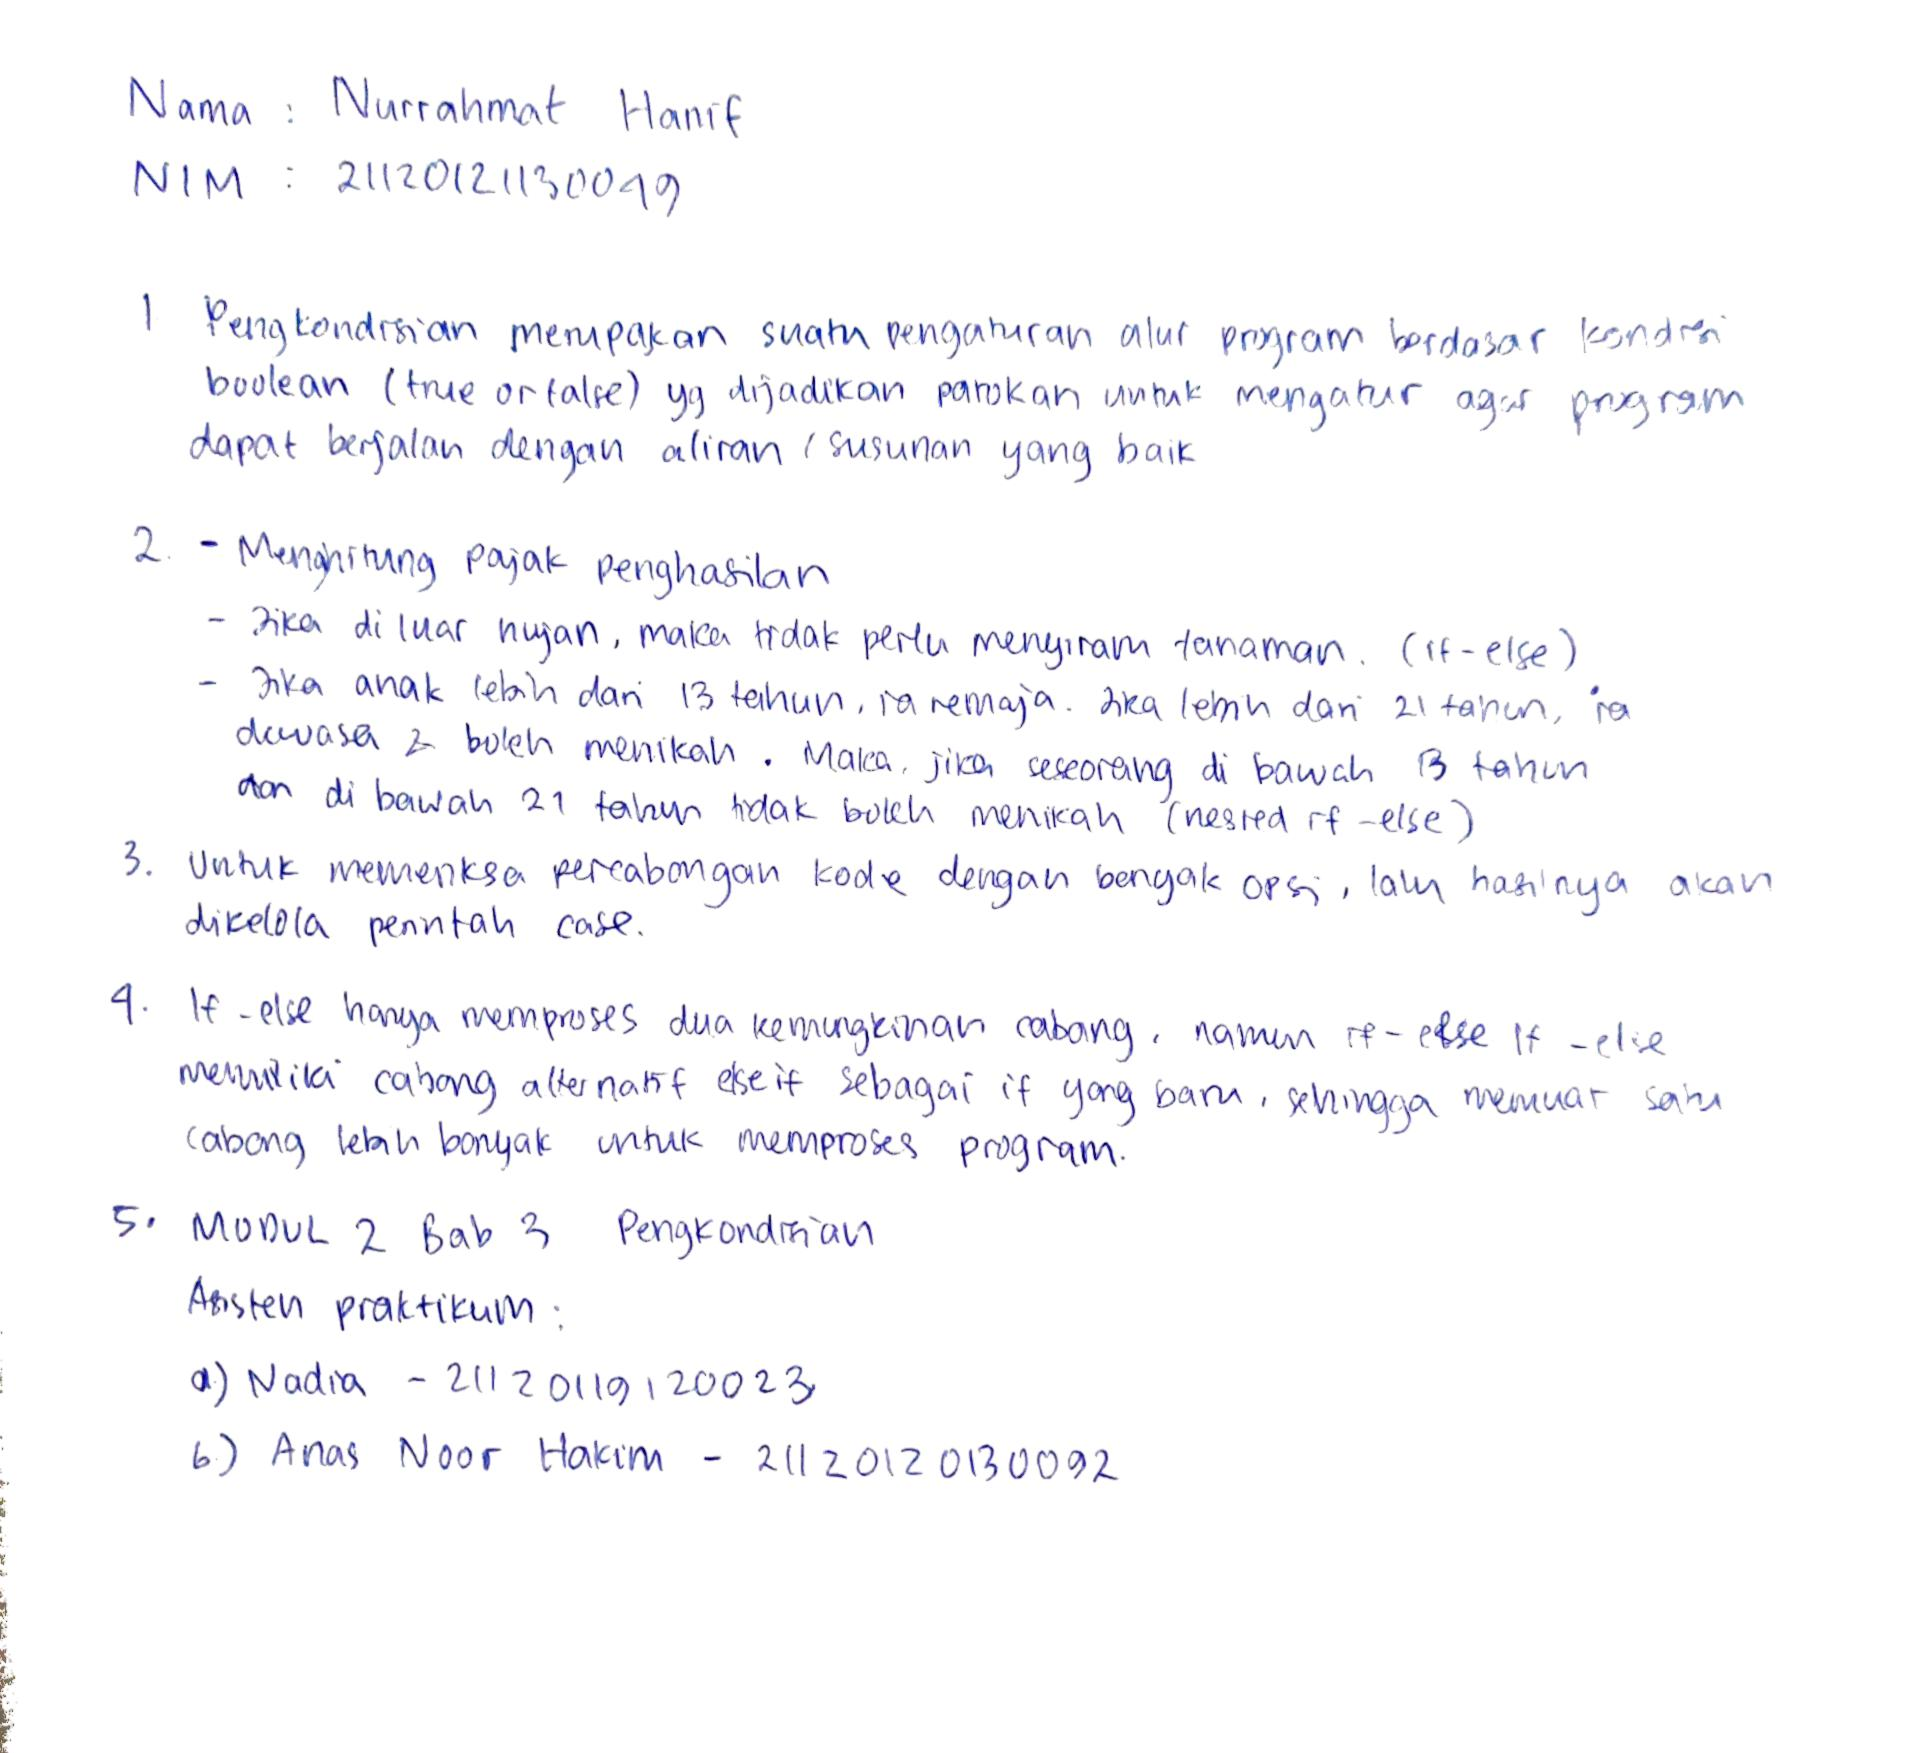 Nama : Nurrahmat Hanif
NIM : 21120121130049
1 Pengkondisian merupakan suatu pengaturan alur program berdasar kondisi
boolean (true or false) yg dijadikan patokan untuk mengatur agar program
dapat berjalan dengan aliran / susunan yang baik
2. - Menghitung pajak penghasilan
- Jika di luar hujan, maka tidak perlu menyiram tanaman. (if-else)
- Jika anak lebih dari 13 tahun, ia remaja. Jika lebih dari 21 tahun, ia
dewasa & boleh menikah. Maka, jika seseorang di bawah 13 tahun
dan di bawah 21 tahun tidak boleh menikah (nested if-else)
3. Untuk memeriksa percabangan kode dengan banyak opsi, lalu hasilnya akan
dikelola perintah case.
4. If-else hanya memproses dua kemungkinan cabang, namun if-else if-else
memiliki cabang alternatif else if sebagai if yang baru, sehingga memuat satu
cabang lebih banyak untuk memproses program.
5. MODUL 2 Bab 3 Pengkondisian
Asisten praktikum :
a) Nadia - 21120119120023
b.) Anas Noor Hakim - 21120120130092